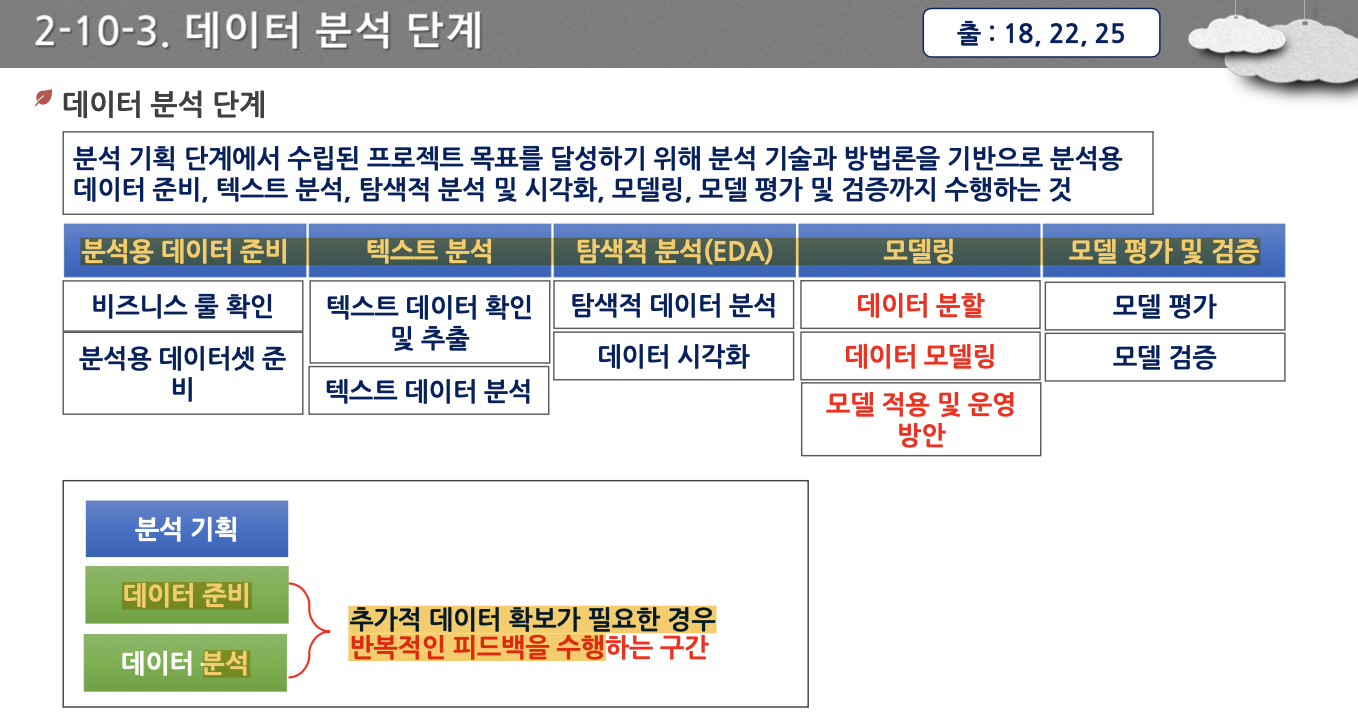 2-10-3. 데이터 분석 단계
출 : 18, 22, 25
데이터 분석 단계
분석 기획 단계에서 수립된 프로젝트 목표를 달성하기 위해 분석 기술과 방법론을 기반으로 분석용
데이터 준비, 텍스트 분석, 탐색적 분석 및 시각화, 모델링, 모델 평가 및 검증까지 수행하는 것
분석용 데이터 준비
텍스트 분석
탐색적 분석(EDA)
모델링
모델 평가 및 검증
비즈니스 룰 확인
분석용 데이터셋 준
비
텍스트 데이터 확인
및 추출
텍스트 데이터 분석
탐색적 데이터 분석
데이터 시각화
데이터 분할
데이터 모델링
모델 적용 및 운영
방안
모델 평가
모델 검증
분석 기획
데이터 준비
데이터 분석
추가적 데이터 확보가 필요한 경우
반복적인 피드백을 수행하는 구간